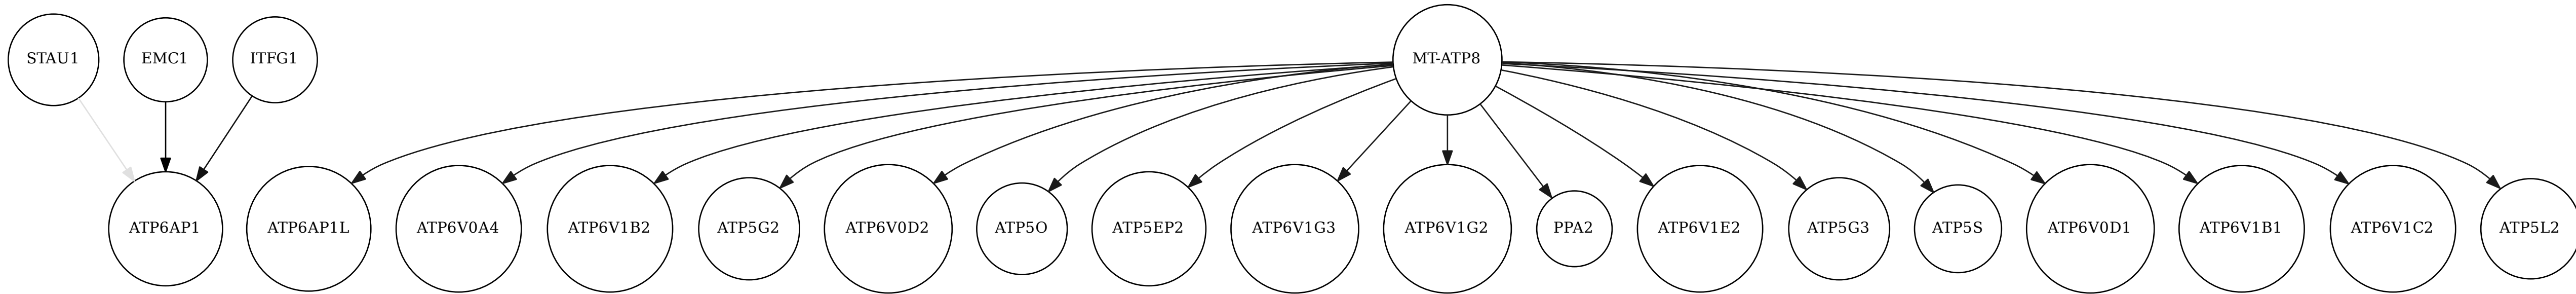 STAU1
EMC1
ITFG1
MT-ATP8
ATP6AP1
ATP6AP1L
ATP6V0A4
ATP6V1B2
ATP5G2
ATP6V0D2
ATP5O
ATP5EP2
ATP6V1G3
ATP6V1G2
PPA2
ATP6V1E2
ATP5G3
ATP5S
ATP6V0D1
ATP6V1B1
ATP6V1C2
ATP5L2